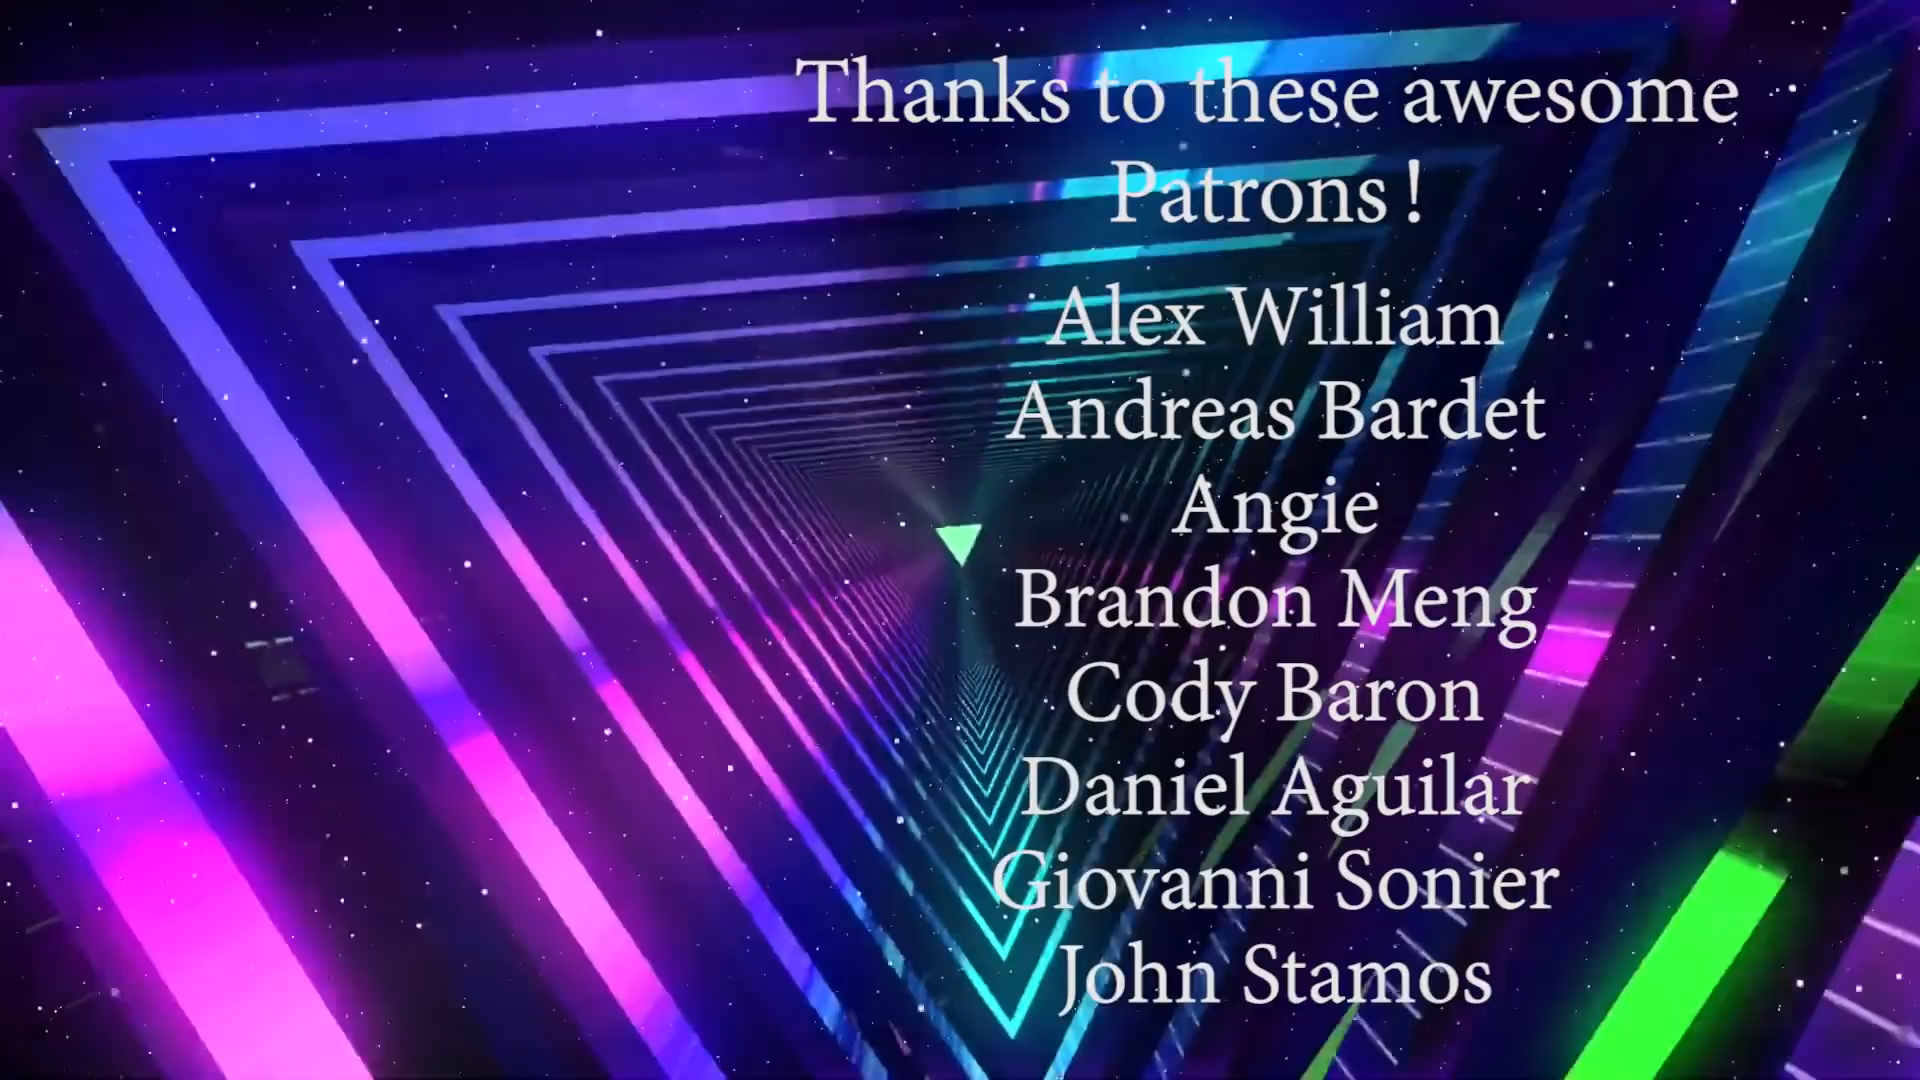 Thanks to these awesome
Patrons !
Alex William
Andreas Bardet
Angie
Brandon Meng
Cody Baron
Daniel Aguilar
Giovanni Sonier
John Stamos